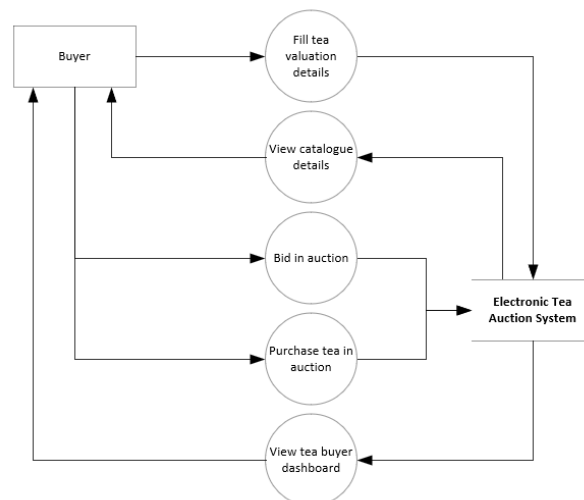 Buyer
Fill tea
valuation
details
View catalogue
details
Bid in auction
Electronic Tea
Auction System
Purchase tea in
auction
View tea buyer
dashboard